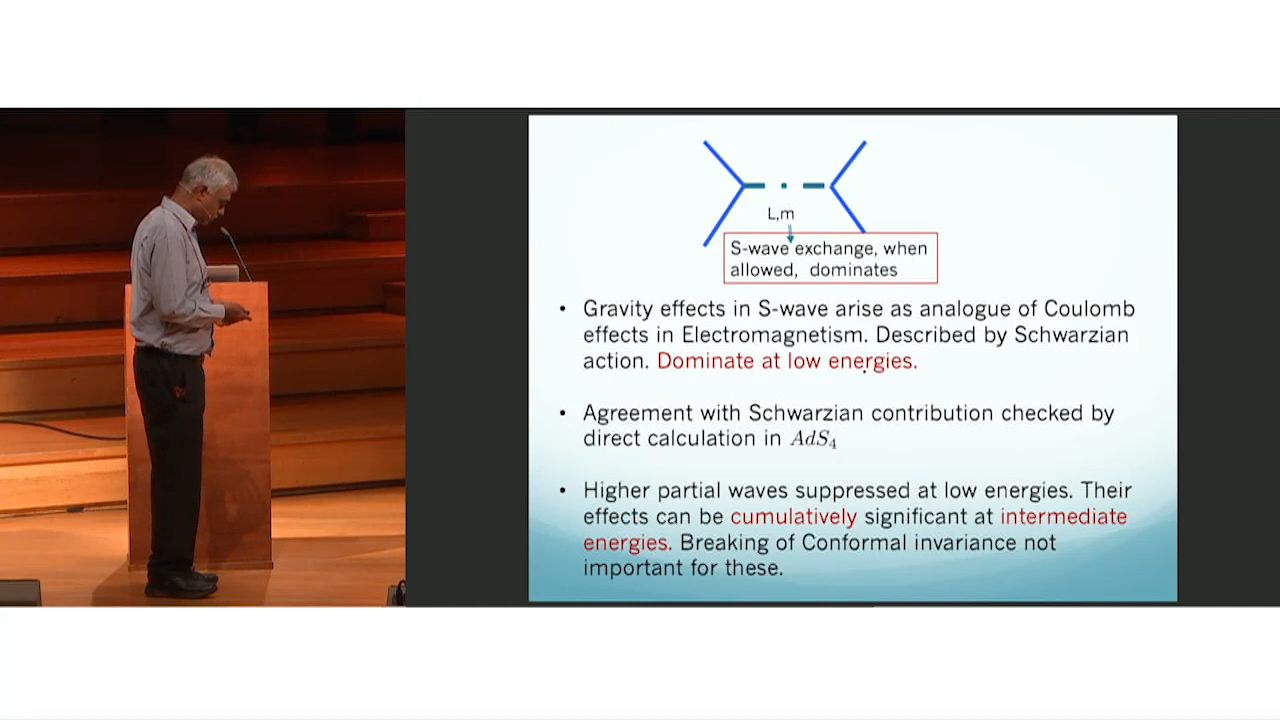 L,m
S-wave exchange, when
allowed, dominates
• Gravity effects in S-wave arise as analogue of Coulomb
effects in Electromagnetism. Described by Schwarzian
action. Dominate at low energies.
• Agreement with Schwarzian contribution checked by
direct calculation in AdS₄
• Higher partial waves suppressed at low energies. Their
effects can be cumulatively significant at intermediate
energies. Breaking of Conformal invariance not
important for these.